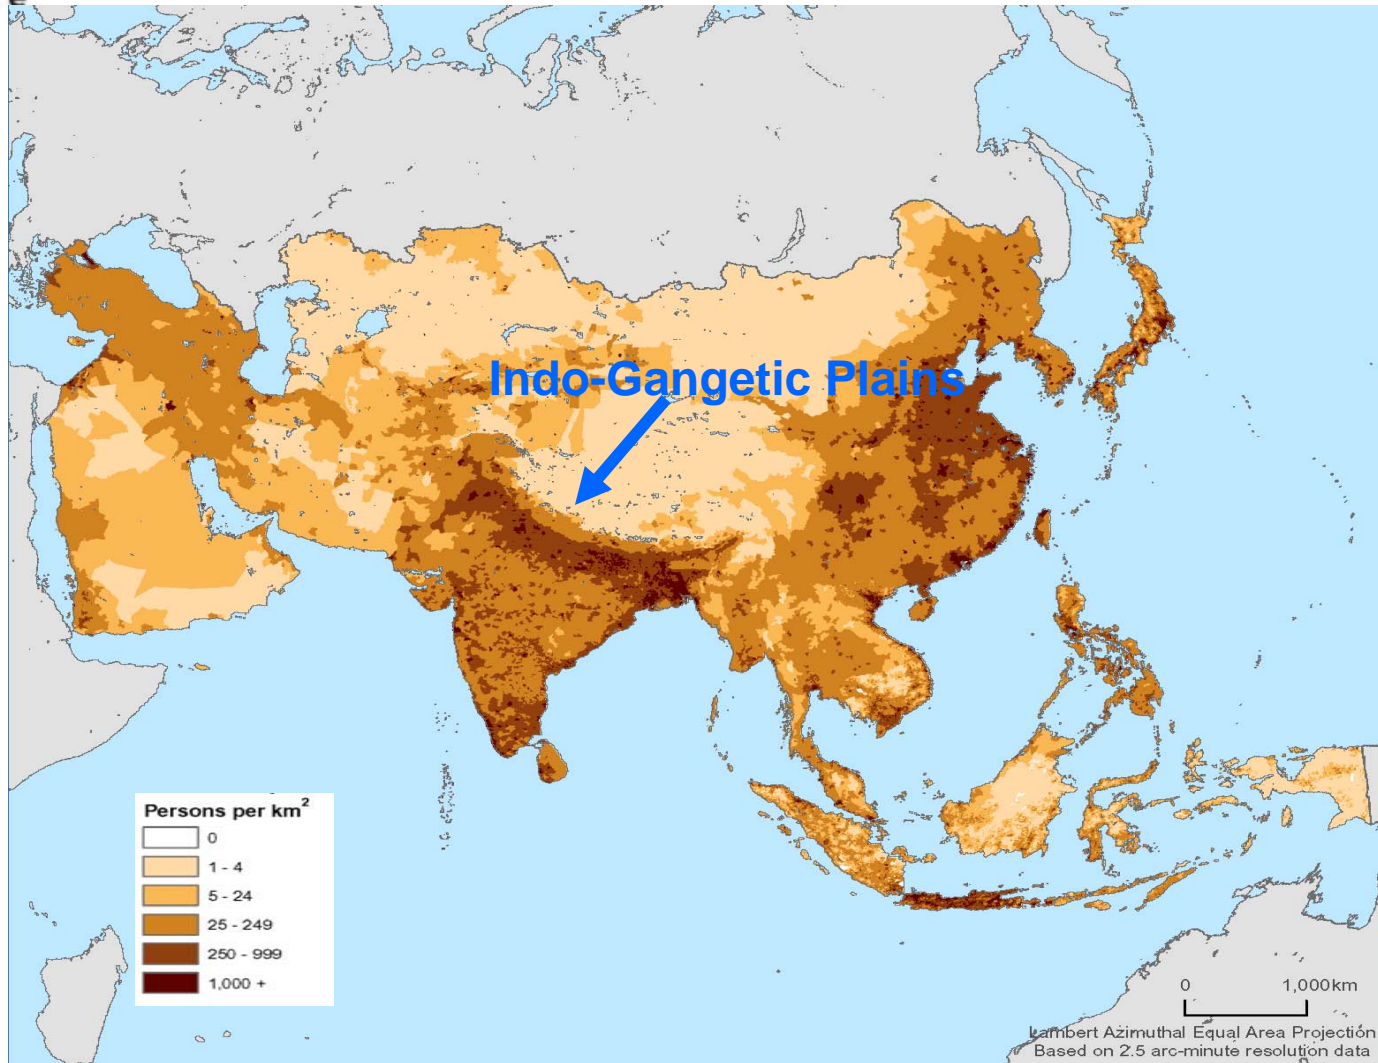 Indo-Gangetic Plains
Persons per km²
0
1 - 4
5 - 24
25 - 249
250 - 999
1,000 +
0 1,000km
Lambert Azimuthal Equal Area Projection
Based on 2.5 arc-minute resolution data